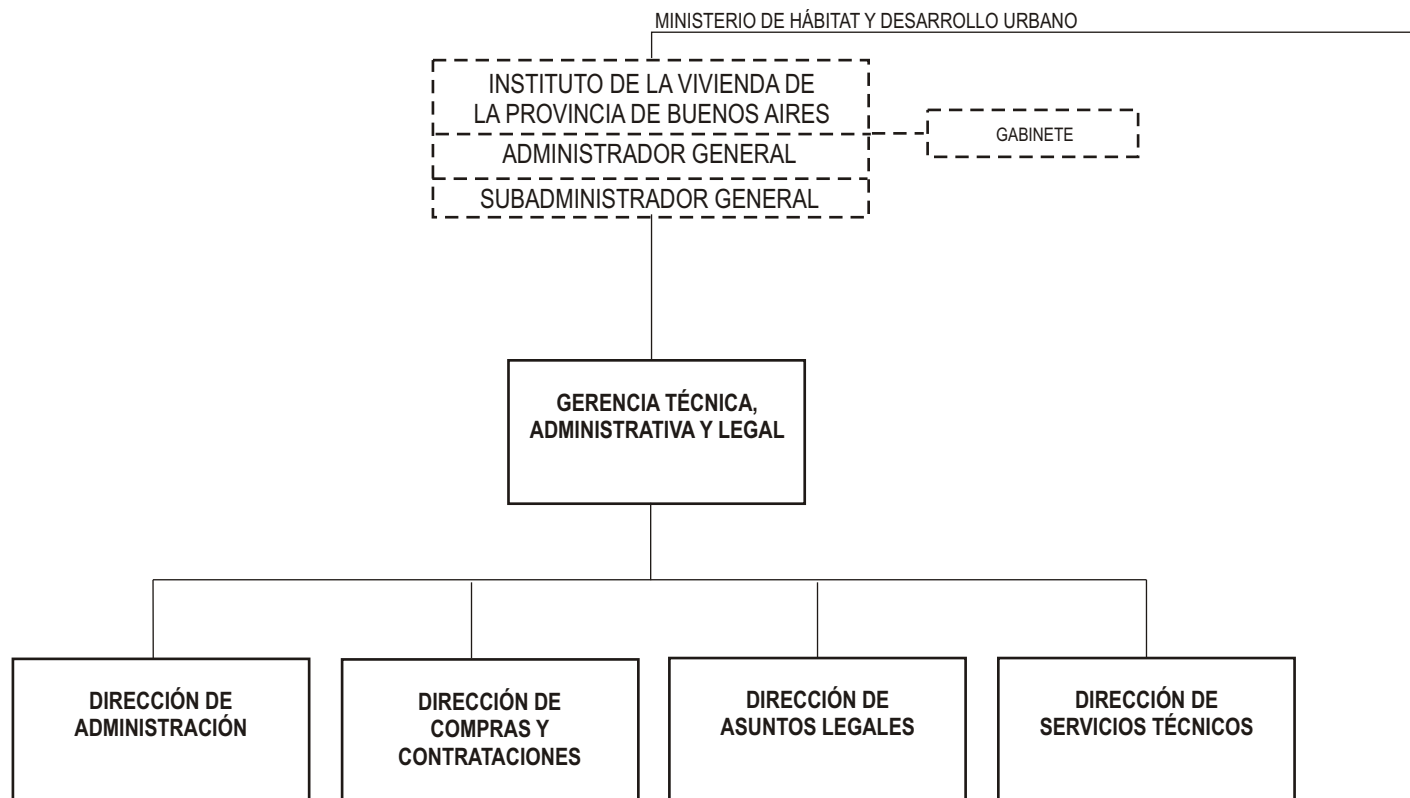 MINISTERIO DE HÁBITAT Y DESARROLLO URBANO
INSTITUTO DE LA VIVIENDA DE
LA PROVINCIA DE BUENOS AIRES
ADMINISTRADOR GENERAL
SUBADMINISTRADOR GENERAL
GABINETE
GERENCIA TÉCNICA,
ADMINISTRATIVA Y LEGAL
DIRECCIÓN DE
ADMINISTRACIÓN
DIRECCIÓN DE
COMPRAS Y
CONTRATACIONES
DIRECCIÓN DE
ASUNTOS LEGALES
DIRECCIÓN DE
SERVICIOS TÉCNICOS